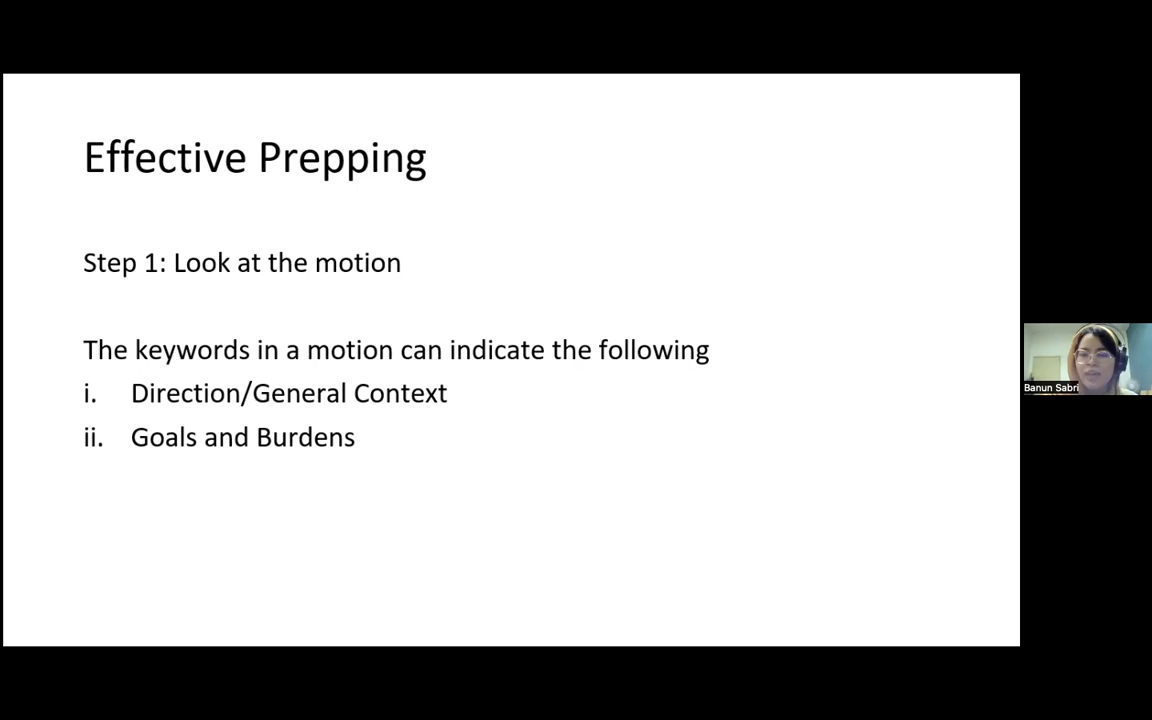 Effective Prepping
Step 1: Look at the motion
The keywords in a motion can indicate the following
i. Direction/General Context
ii. Goals and Burdens
Banun Sabri